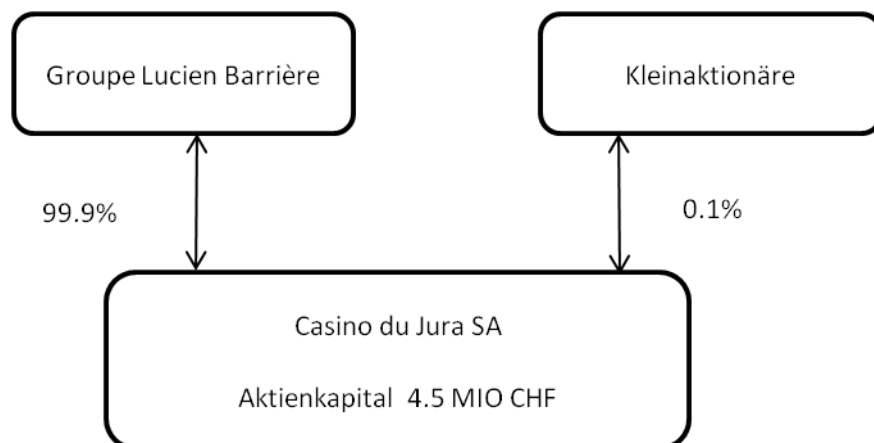 Groupe Lucien Barrière
Kleinaktionäre
99.9%
0.1%
Casino du Jura SA
Aktienkapital 4.5 MIO CHF